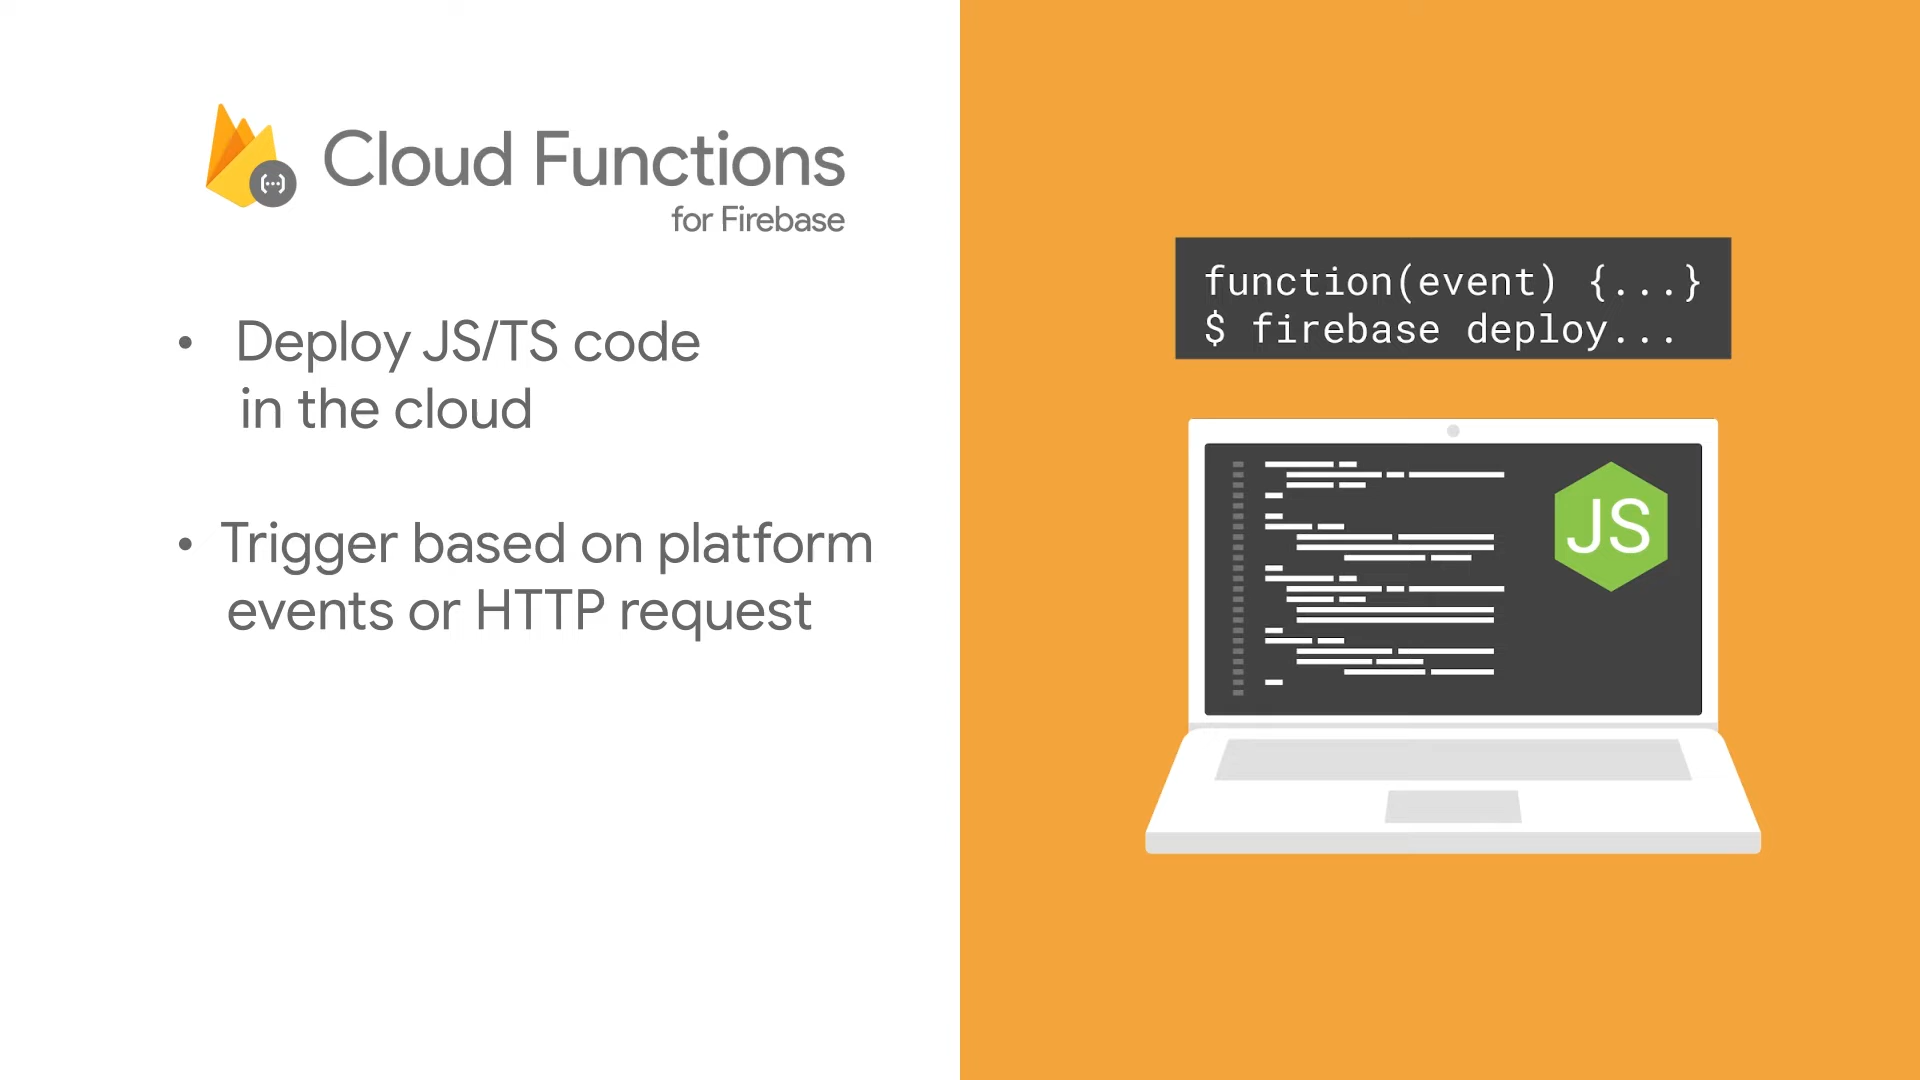 Cloud Functions
for Firebase
• Deploy JS/TS code
in the cloud
• Trigger based on platform
events or HTTP request
function(event) {...}
$ firebase deploy...
JS